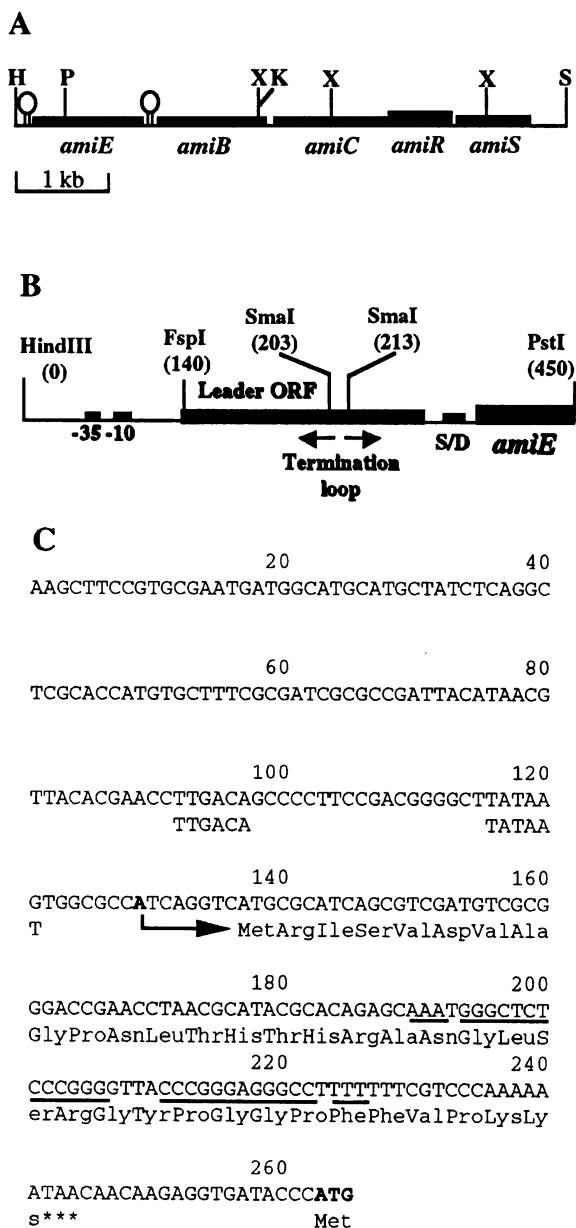 A
H P X K X X S
amiE amiB amiC amiR amiS
1 kb
B
HindIII (0)
FspI (140)
SmaI (203)
SmaI (213)
PstI (450)
Leader ORF
-35 -10
Termination loop
S/D
amiE
C
20 40
AAGCTTCCGTGCGAATGATGGCATGCATGCTATCTCAGGC
60 80
TCGCACCATGTGCTTTCGCGATCGCGCCGATTACATAACG
100 120
TTACACGAACCTTGACAGCCCCTTCCGACGGGGCTTATAA
TTGACA TATAA
140 160
GTGGCGCCATCAGGTCATGCGCATCAGCGTCGATGTCGCG
T MetArgIleSerValAspValAla
180 200
GGACCGAACCTAACGCATACGCACAGAGCAAATGGGCTCT
GlyProAsnLeuThrHisThrHisArgAlaAsnGlyLeuS
220 240
CCCGGGGTTACCCGGGAGGGCCTTTTTTTCGTCCCAAAAA
erArgGlyTyrProGlyGlyProPhePheValProLysLy
260
ATAACAACAAGAGGTGATACCCATG
s*** Met